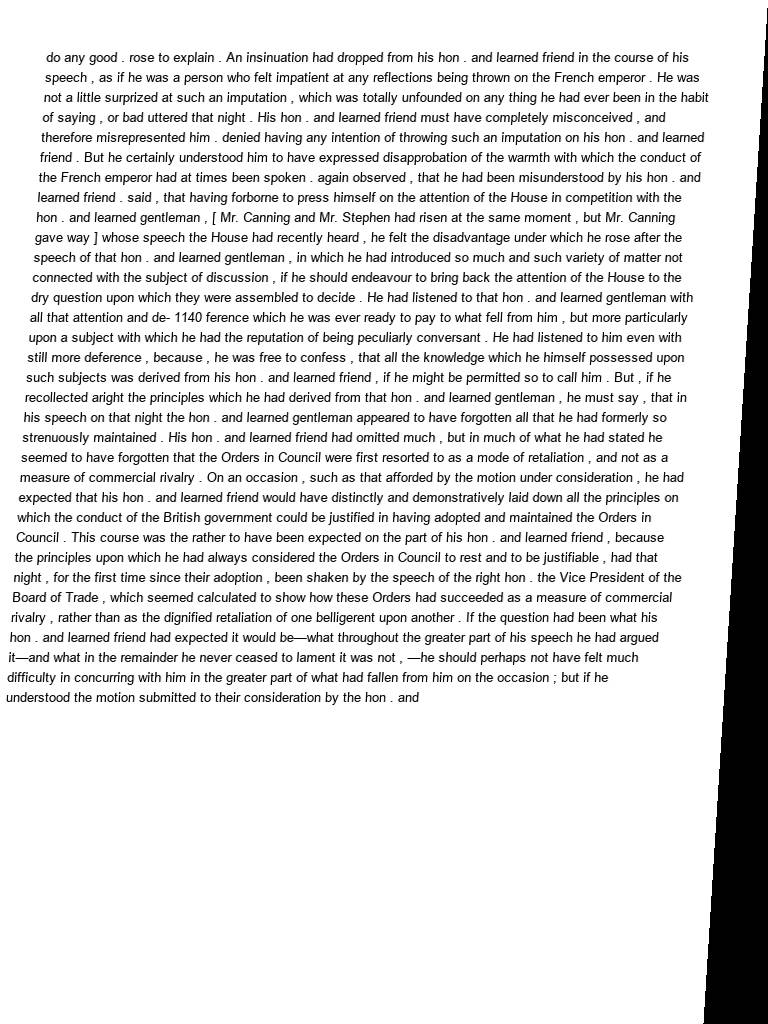 do any good . rose to explain . An insinuation had dropped from his hon . and learned friend in the course of his
speech , as if he was a person who felt impatient at any reflections being thrown on the French emperor . He was
not a little surprized at such an imputation , which was totally unfounded on any thing he had ever been in the habit
of saying , or bad uttered that night . His hon . and learned friend must have completely misconceived , and
therefore misrepresented him . denied having any intention of throwing such an imputation on his hon . and learned
friend . But he certainly understood him to have expressed disapprobation of the warmth with which the conduct of
the French emperor had at times been spoken . again observed , that he had been misunderstood by his hon . and
learned friend . said , that having forborne to press himself on the attention of the House in competition with the
hon . and learned gentleman , [ Mr. Canning and Mr. Stephen had risen at the same moment , but Mr. Canning
gave way ] whose speech the House had recently heard , he felt the disadvantage under which he rose after the
speech of that hon . and learned gentleman , in which he had introduced so much and such variety of matter not
connected with the subject of discussion , if he should endeavour to bring back the attention of the House to the
dry question upon which they were assembled to decide . He had listened to that hon . and learned gentleman with
all that attention and de- 1140 ference which he was ever ready to pay to what fell from him , but more particularly
upon a subject with which he had the reputation of being peculiarly conversant . He had listened to him even with
still more deference , because , he was free to confess , that all the knowledge which he himself possessed upon
such subjects was derived from his hon . and learned friend , if he might be permitted so to call him . But , if he
recollected aright the principles which he had derived from that hon . and learned gentleman , he must say , that in
his speech on that night the hon . and learned gentleman appeared to have forgotten all that he had formerly so
strenuously maintained . His hon . and learned friend had omitted much , but in much of what he had stated he
seemed to have forgotten that the Orders in Council were first resorted to as a mode of retaliation , and not as a
measure of commercial rivalry . On an occasion , such as that afforded by the motion under consideration , he had
expected that his hon . and learned friend would have distinctly and demonstratively laid down all the principles on
which the conduct of the British government could be justified in having adopted and maintained the Orders in
Council . This course was the rather to have been expected on the part of his hon . and learned friend , because
the principles upon which he had always considered the Orders in Council to rest and to be justifiable , had that
night , for the first time since their adoption , been shaken by the speech of the right hon . the Vice President of the
Board of Trade , which seemed calculated to show how these Orders had succeeded as a measure of commercial
rivalry , rather than as the dignified retaliation of one belligerent upon another . If the question had been what his
hon . and learned friend had expected it would be—what throughout the greater part of his speech he had argued
it—and what in the remainder he never ceased to lament it was not , —he should perhaps not have felt much
difficulty in concurring with him in the greater part of what had fallen from him on the occasion ; but if he
understood the motion submitted to their consideration by the hon . and